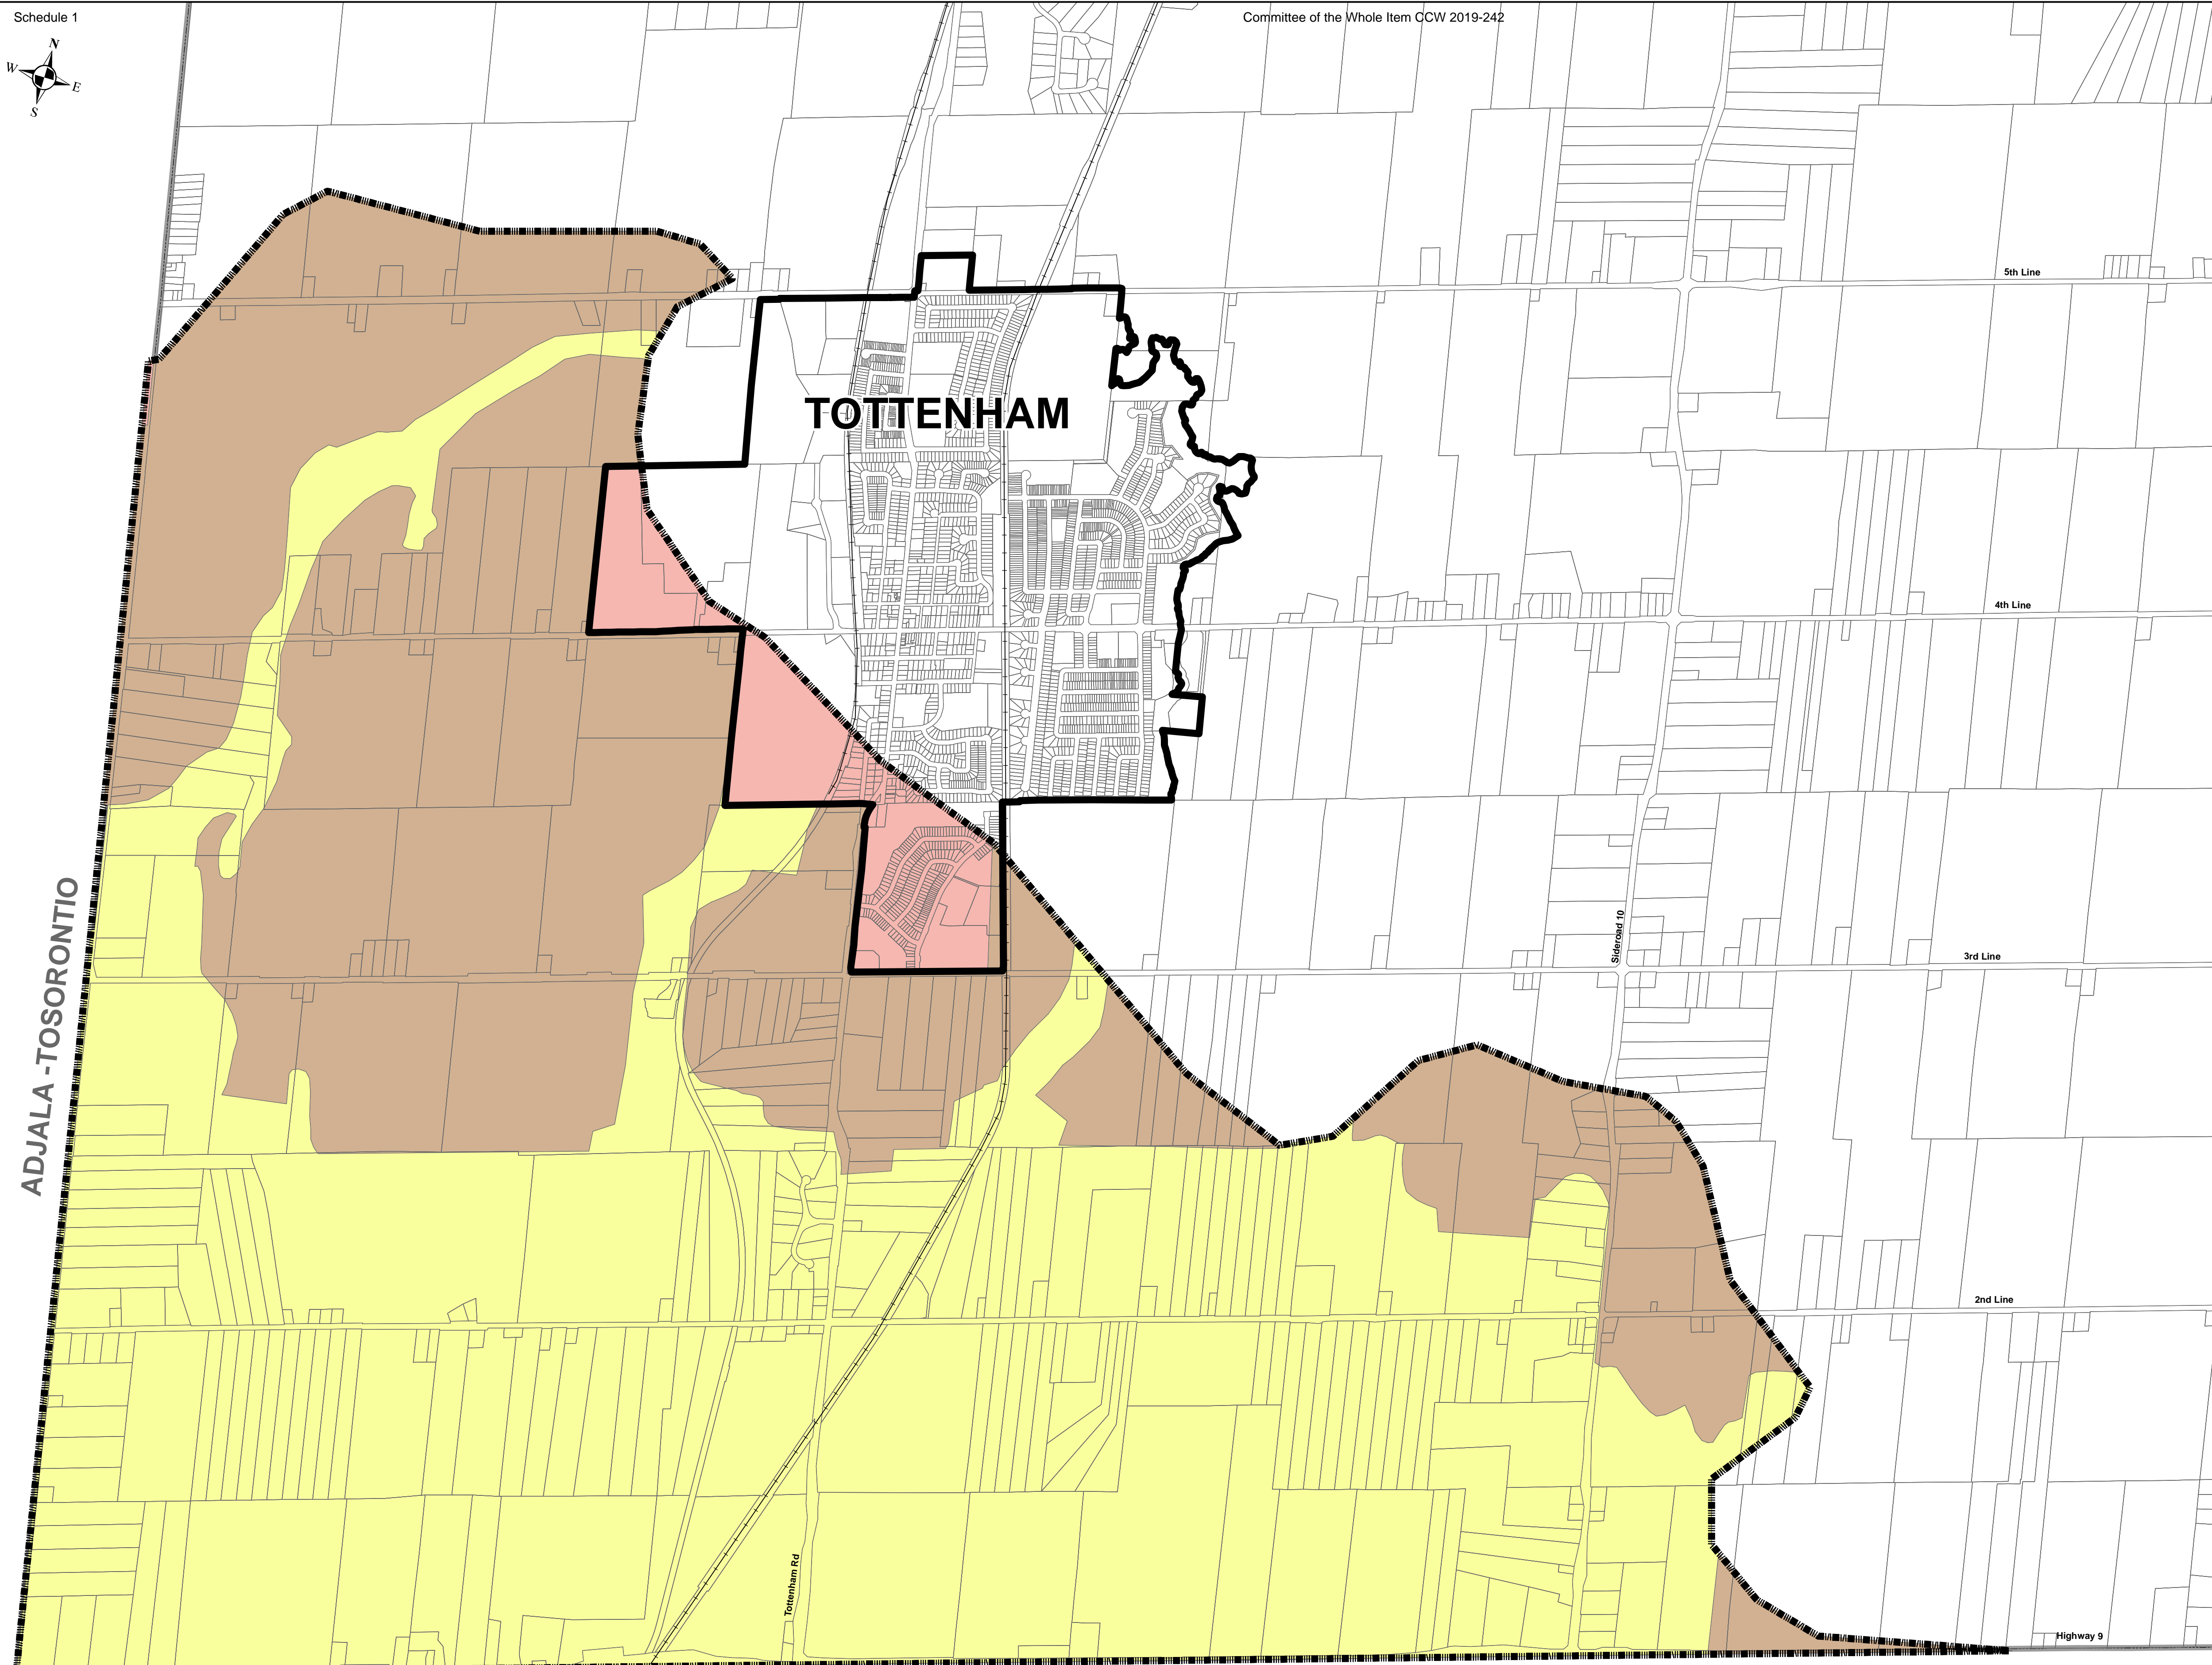 Schedule 1
Committee of the Whole Item CCW 2019-242
N
W
E
S
5th Line
TOTTENHAM
4th Line
ADJALA -TOSORONTIO
Sideroad 10
3rd Line
2nd Line
Tottenham Rd
Highway 9